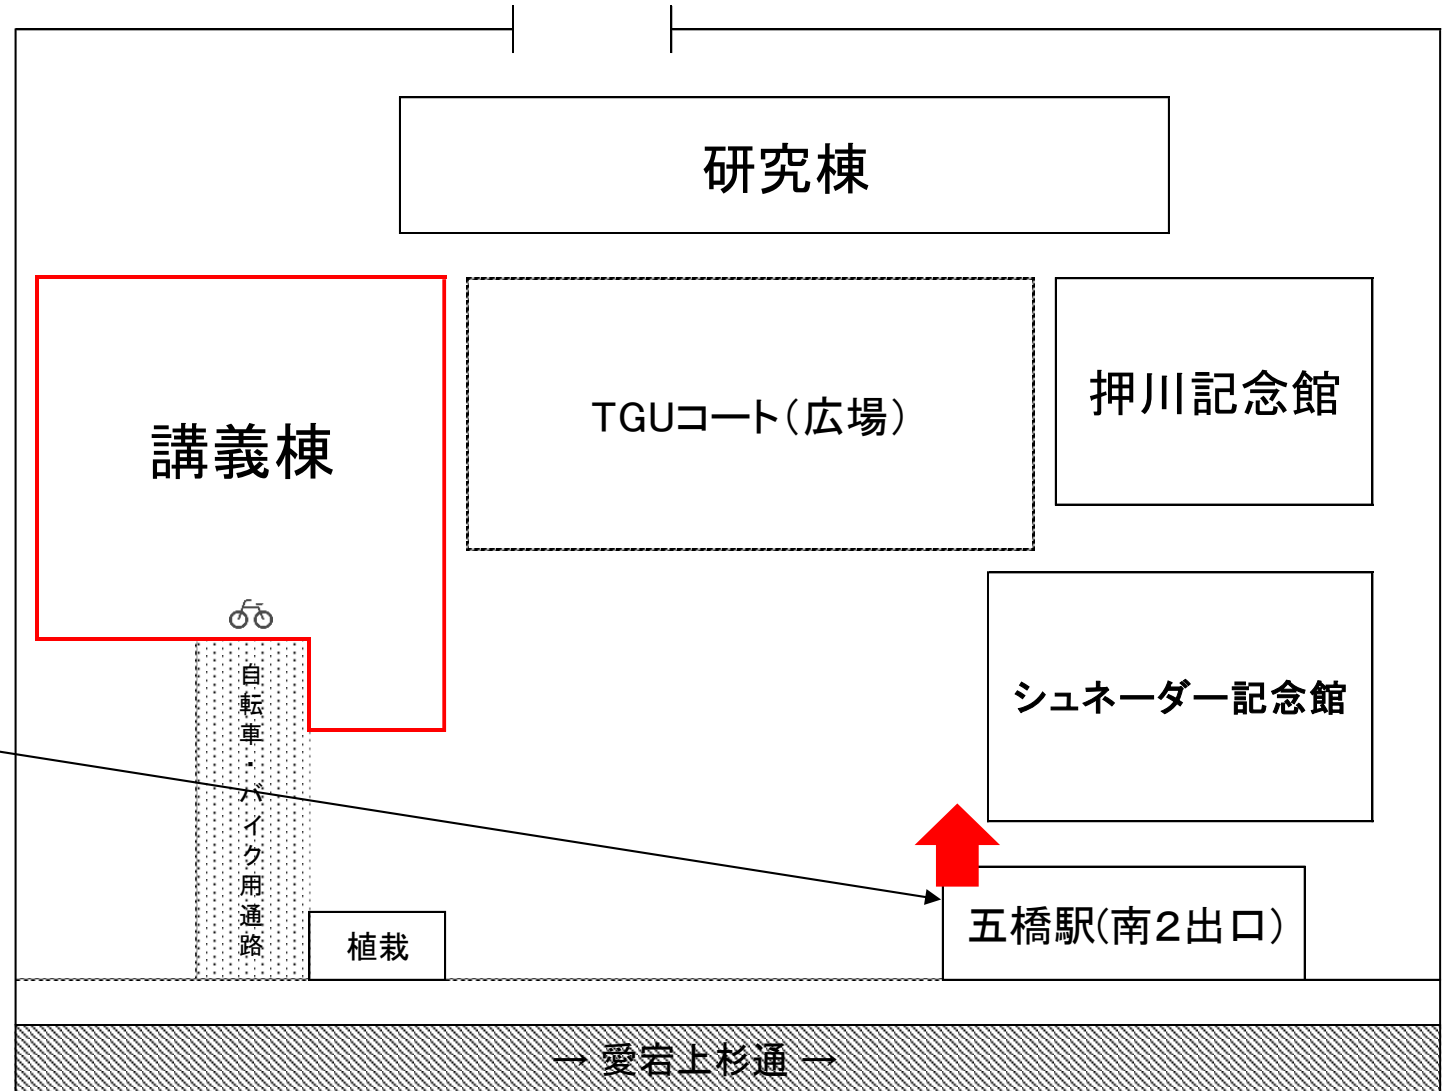 研究棟
講義棟
TGUコート(広場)
押川記念館
シュネーダー記念館
自転車・バイク用通路
植栽
五橋駅(南2出口)
→ 愛宕上杉通 →